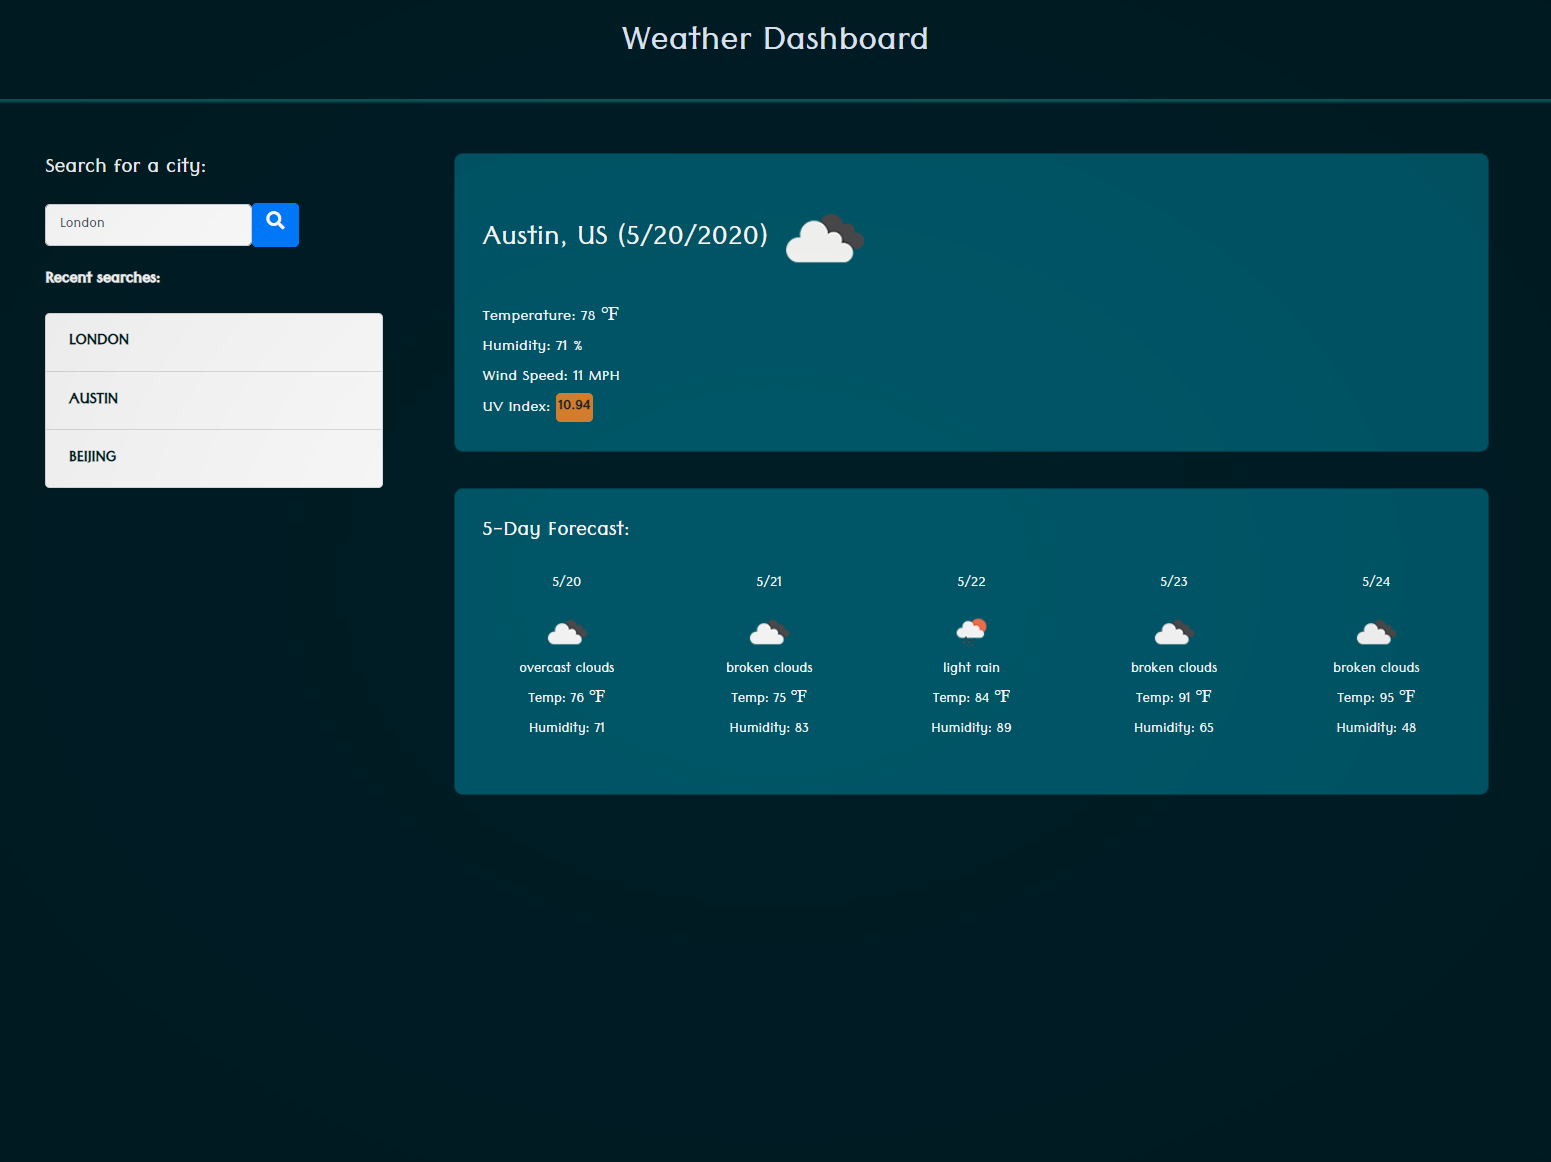 Weather Dashboard
Search for a city:
London
Recent searches:
LONDON
AUSTIN
BEIJING
Austin, US (5/20/2020)
Temperature: 78 °F
Humidity: 71 %
Wind Speed: 11 MPH
UV Index: 10.94
5-Day Forecast:
5/20 5/21 5/22 5/23 5/24
overcast clouds broken clouds light rain broken clouds broken clouds
Temp: 76 °F Temp: 75 °F Temp: 84 °F Temp: 91 °F Temp: 95 °F
Humidity: 71 Humidity: 83 Humidity: 89 Humidity: 65 Humidity: 48